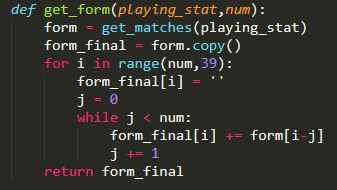 def get_form(playing_stat,num):
    form = get_matches(playing_stat)
    form_final = form.copy()
    for i in range(num,39):
        form_final[i] = ''
        j = 0
        while j < num:
            form_final[i] += form[i-j]
            j += 1
    return form_final